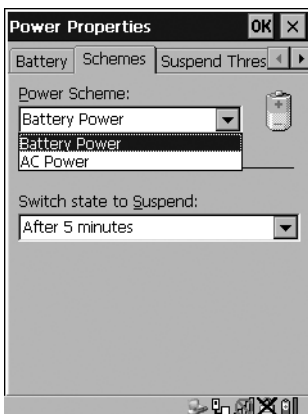 Power Properties OK
Battery Schemes Suspend Thres
Power Scheme:
Battery Power
Battery Power
AC Power
Switch state to Suspend:
After 5 minutes